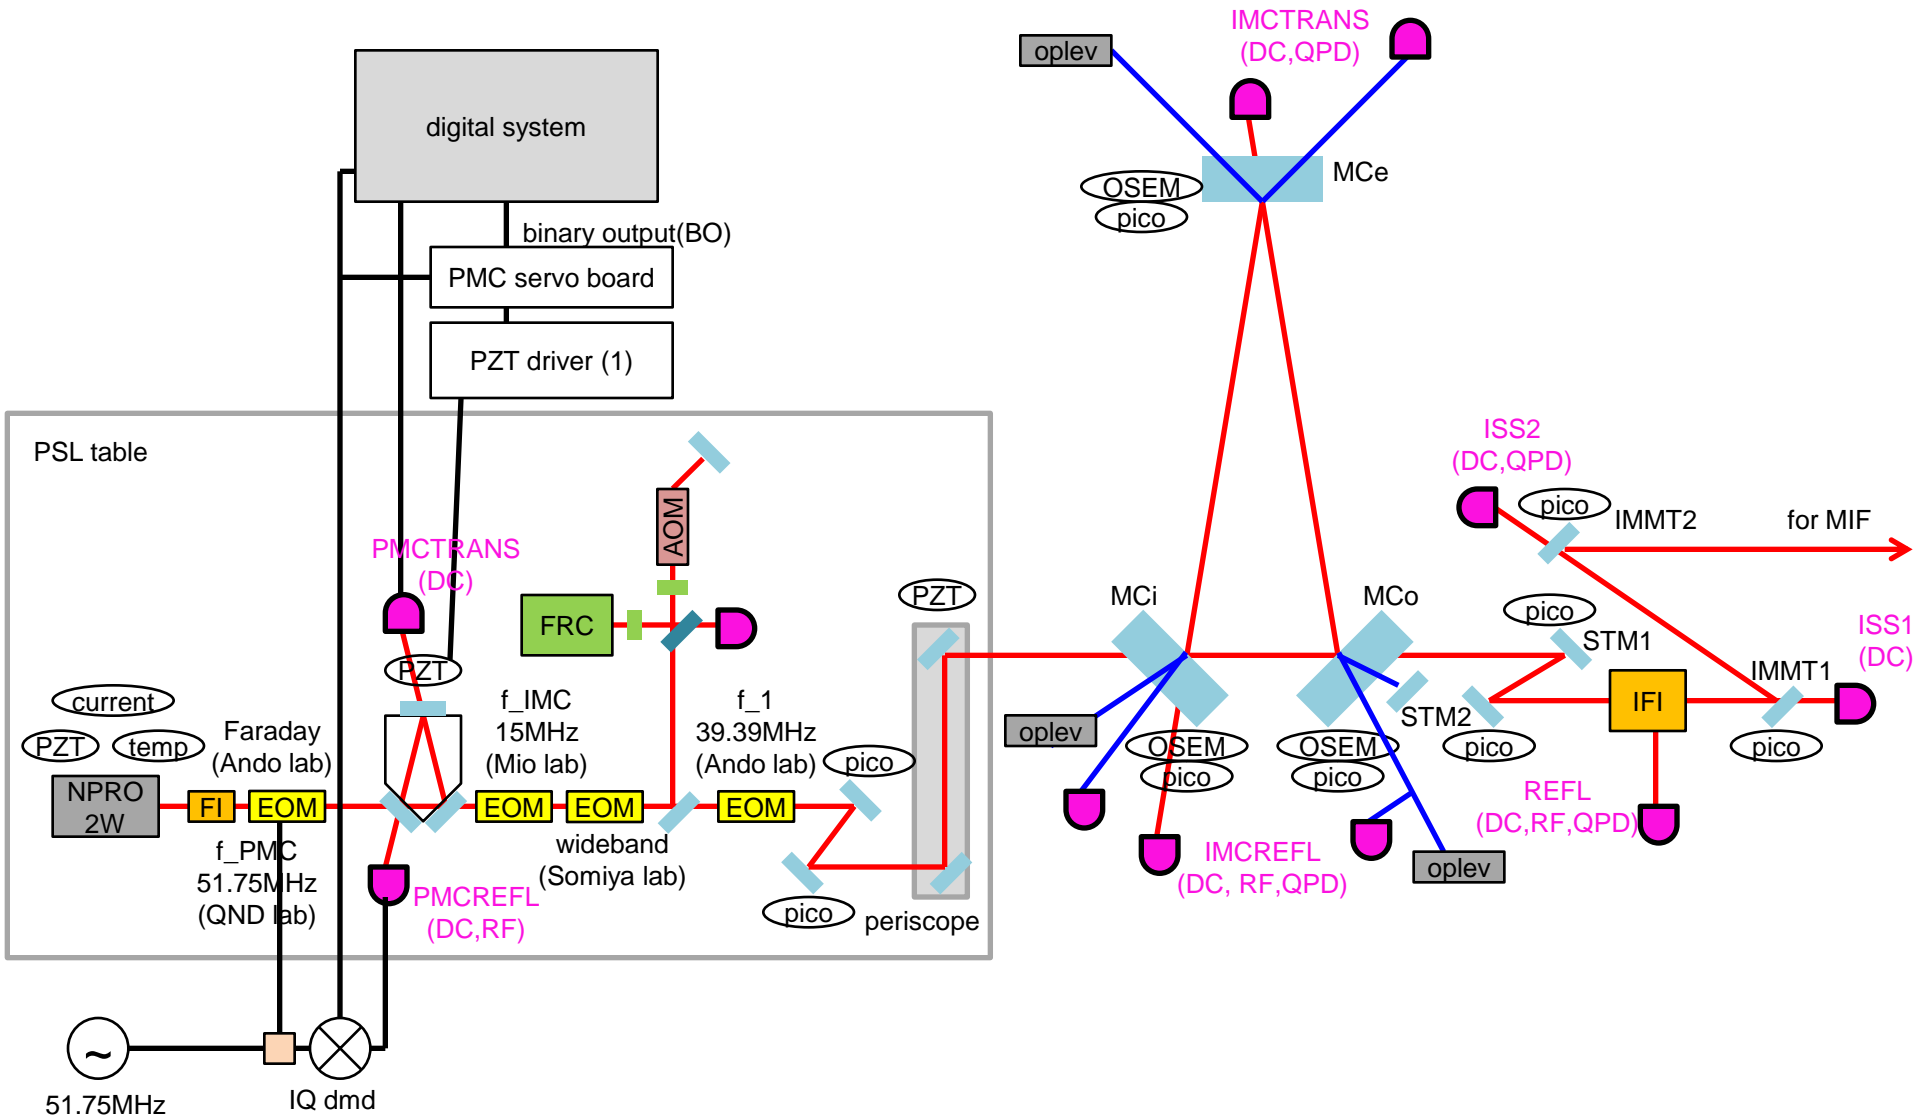 IMCTRANS
(DC,QPD)
oplev
digital system
MCe
OSEM
pico
binary output(BO)
PMC servo board
PZT driver (1)
PSL table
ISS2
(DC,QPD)
pico
IMMT2
for MIF
AOM
PMCTRANS
(DC)
PZT
FRC
MCi
MCo
pico
STM1
ISS1
(DC)
PZT
current
PZT
temp
Faraday
(Ando lab)
f_IMC
15MHz
(Mio lab)
f_1
39.39MHz
(Ando lab)
pico
oplev
OSEM
pico
OSEM
pico
STM2
pico
IFI
IMMT1
pico
NPRO
2W
FI
EOM
EOM
EOM
EOM
REFL
(DC,RF,QPD)
f_PMC
51.75MHz
(QND lab)
wideband
(Somiya lab)
PMCREFL
(DC,RF)
pico
periscope
IMCREFL
(DC, RF,QPD)
oplev
~
51.75MHz
IQ dmd